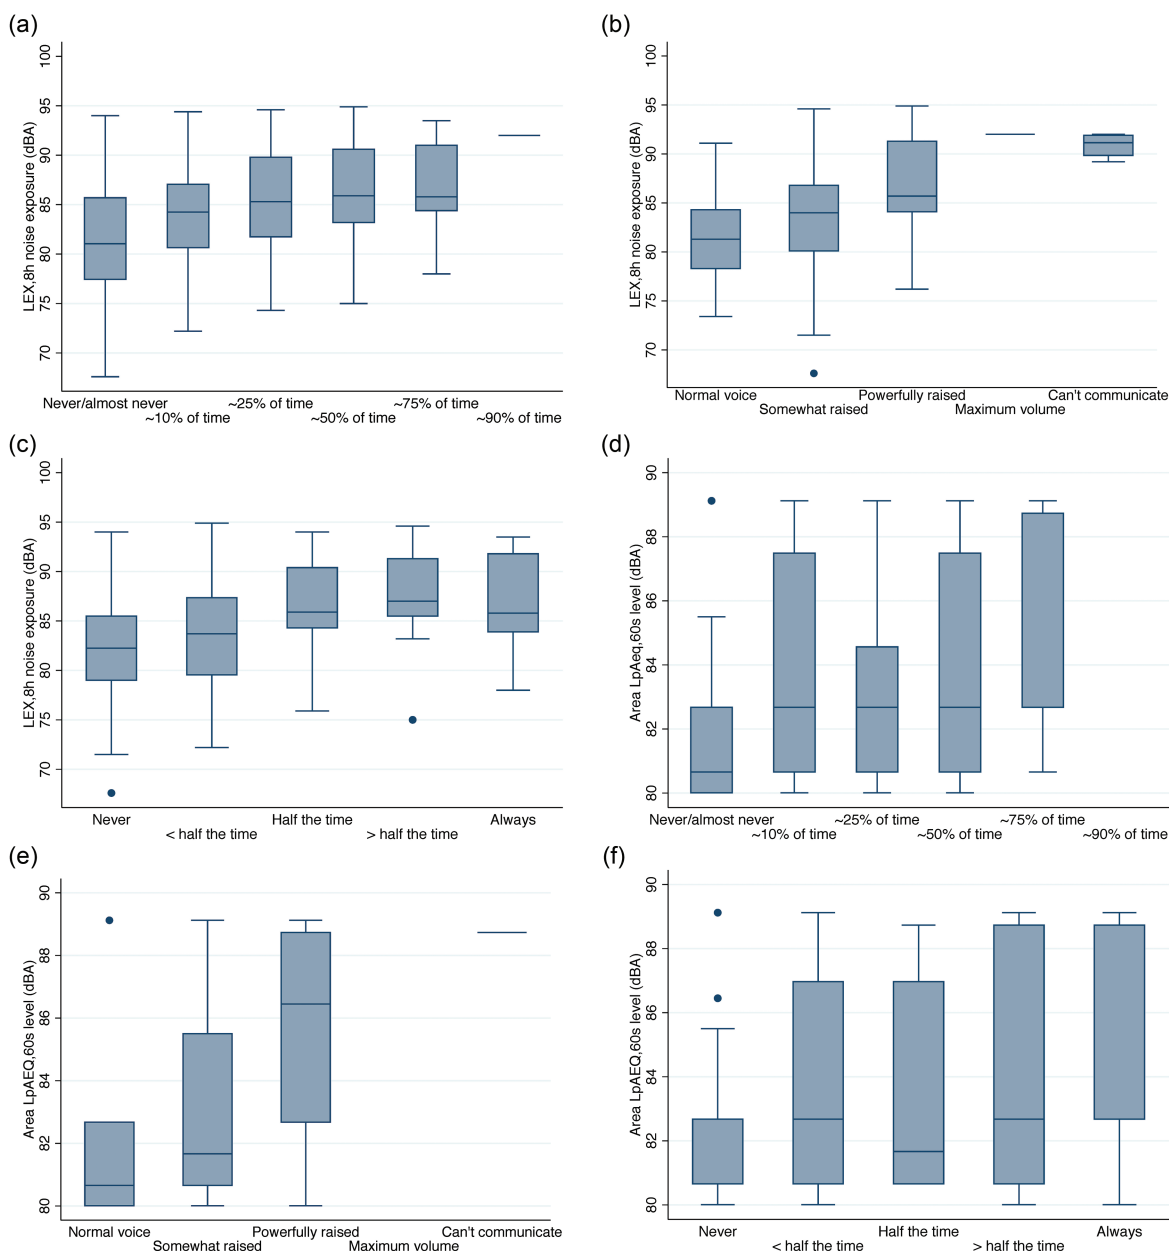 (a)
LEX,8h noise exposure (dBA)
100
95
90
85
80
75
70
Never/almost never
~10% of time
~25% of time
~50% of time
~75% of time
~90% of time
(b)
LEX,8h noise exposure (dBA)
100
95
90
85
80
75
70
Normal voice
Somewhat raised
Powerfully raised
Maximum volume
Can't communicate
(c)
LEX,8h noise exposure (dBA)
100
95
90
85
80
75
70
Never
< half the time
Half the time
> half the time
Always
(d)
Area LpAeq,60s level (dBA)
90
88
86
84
82
80
Never/almost never
~10% of time
~25% of time
~50% of time
~75% of time
~90% of time
(e)
Area LpAEQ,60s level (dBA)
90
88
86
84
82
80
Normal voice
Somewhat raised
Powerfully raised
Maximum volume
Can't communicate
(f)
Area LpAEQ,60s level (dBA)
90
88
86
84
82
80
Never
< half the time
Half the time
> half the time
Always